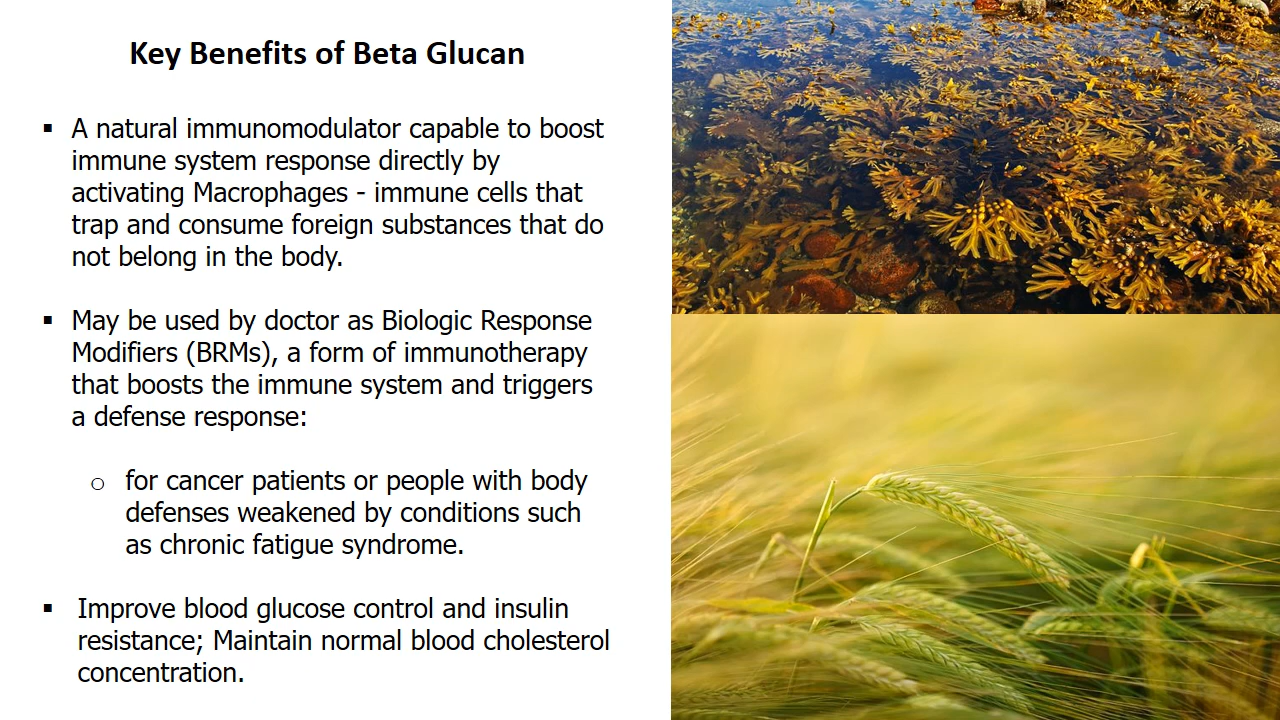 Key Benefits of Beta Glucan
▪ A natural immunomodulator capable to boost
immune system response directly by
activating Macrophages - immune cells that
trap and consume foreign substances that do
not belong in the body.
▪ May be used by doctor as Biologic Response
Modifiers (BRMs), a form of immunotherapy
that boosts the immune system and triggers
a defense response:
o for cancer patients or people with body
defenses weakened by conditions such
as chronic fatigue syndrome.
▪ Improve blood glucose control and insulin
resistance; Maintain normal blood cholesterol
concentration.